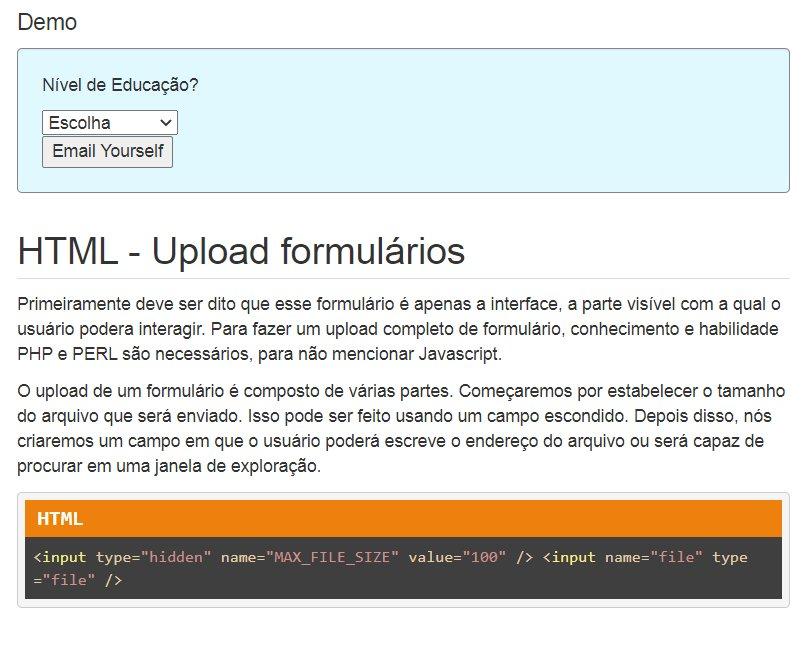 Demo
Nível de Educação?
Escolha
Email Yourself
HTML - Upload formulários
Primeiramente deve ser dito que esse formulário é apenas a interface, a parte visível com a qual o
usuário podera interagir. Para fazer um upload completo de formulário, conhecimento e habilidade
PHP e PERL são necessários, para não mencionar Javascript.
O upload de um formulário é composto de várias partes. Começaremos por estabelecer o tamanho
do arquivo que será enviado. Isso pode ser feito usando um campo escondido. Depois disso, nós
criaremos um campo em que o usuário poderá escreve o endereço do arquivo ou será capaz de
procurar em uma janela de exploração.
HTML
<input type="hidden" name="MAX_FILE_SIZE" value="100" /> <input name="file" type
="file" />